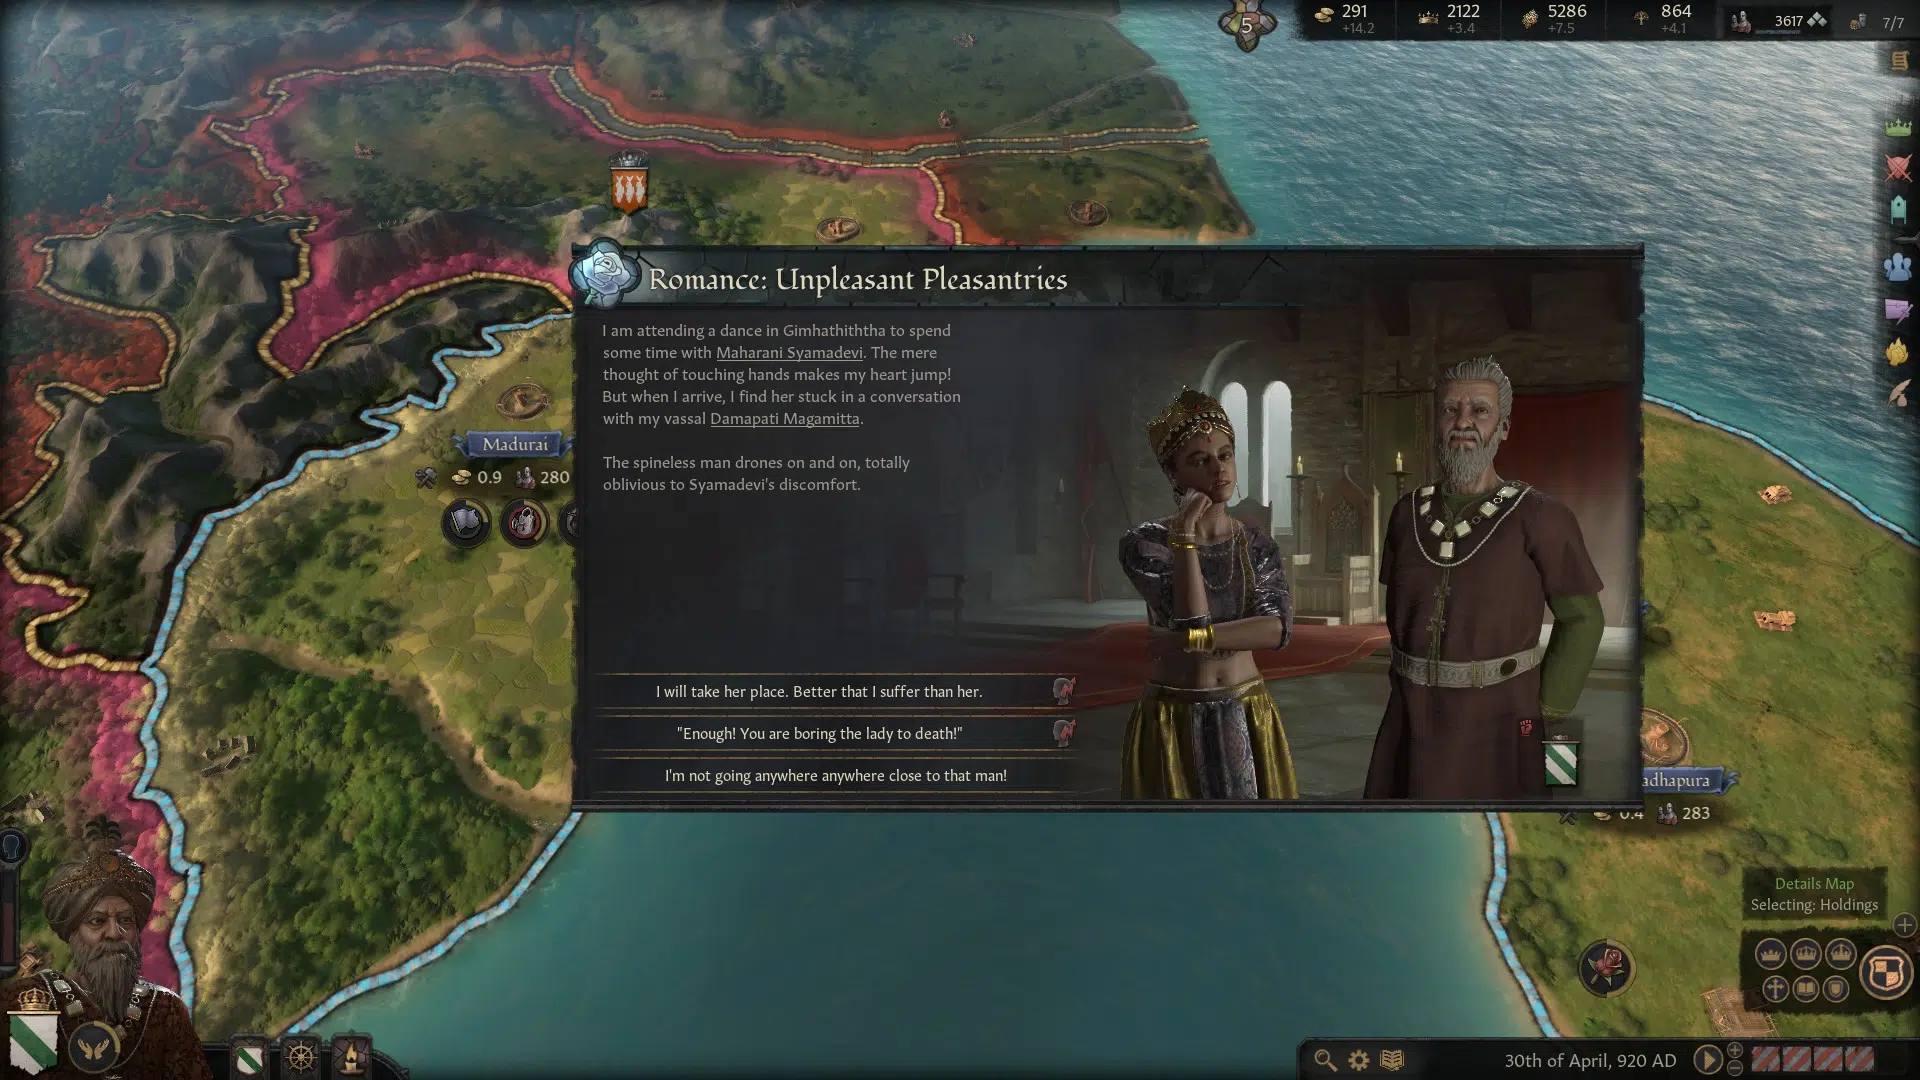 5
291
+14.2
2122
+3.4
5286
+7.5
864
+4.1
3617
7/7
Romance: Unpleasant Pleasantries
I am attending a dance in Gimhathiththa to spend
some time with Maharani Syamadevi. The mere
thought of touching hands makes my heart jump!
But when I arrive, I find her stuck in a conversation
with my vassal Damapati Magamitta.
The spineless man drones on and on, totally
oblivious to Syamadevi's discomfort.
I will take her place. Better that I suffer than her.
"Enough! You are boring the lady to death!"
I'm not going anywhere anywhere close to that man!
Madurai
0.9
280
adhapura
0.4
283
Details Map
Selecting: Holdings
30th of April, 920 AD